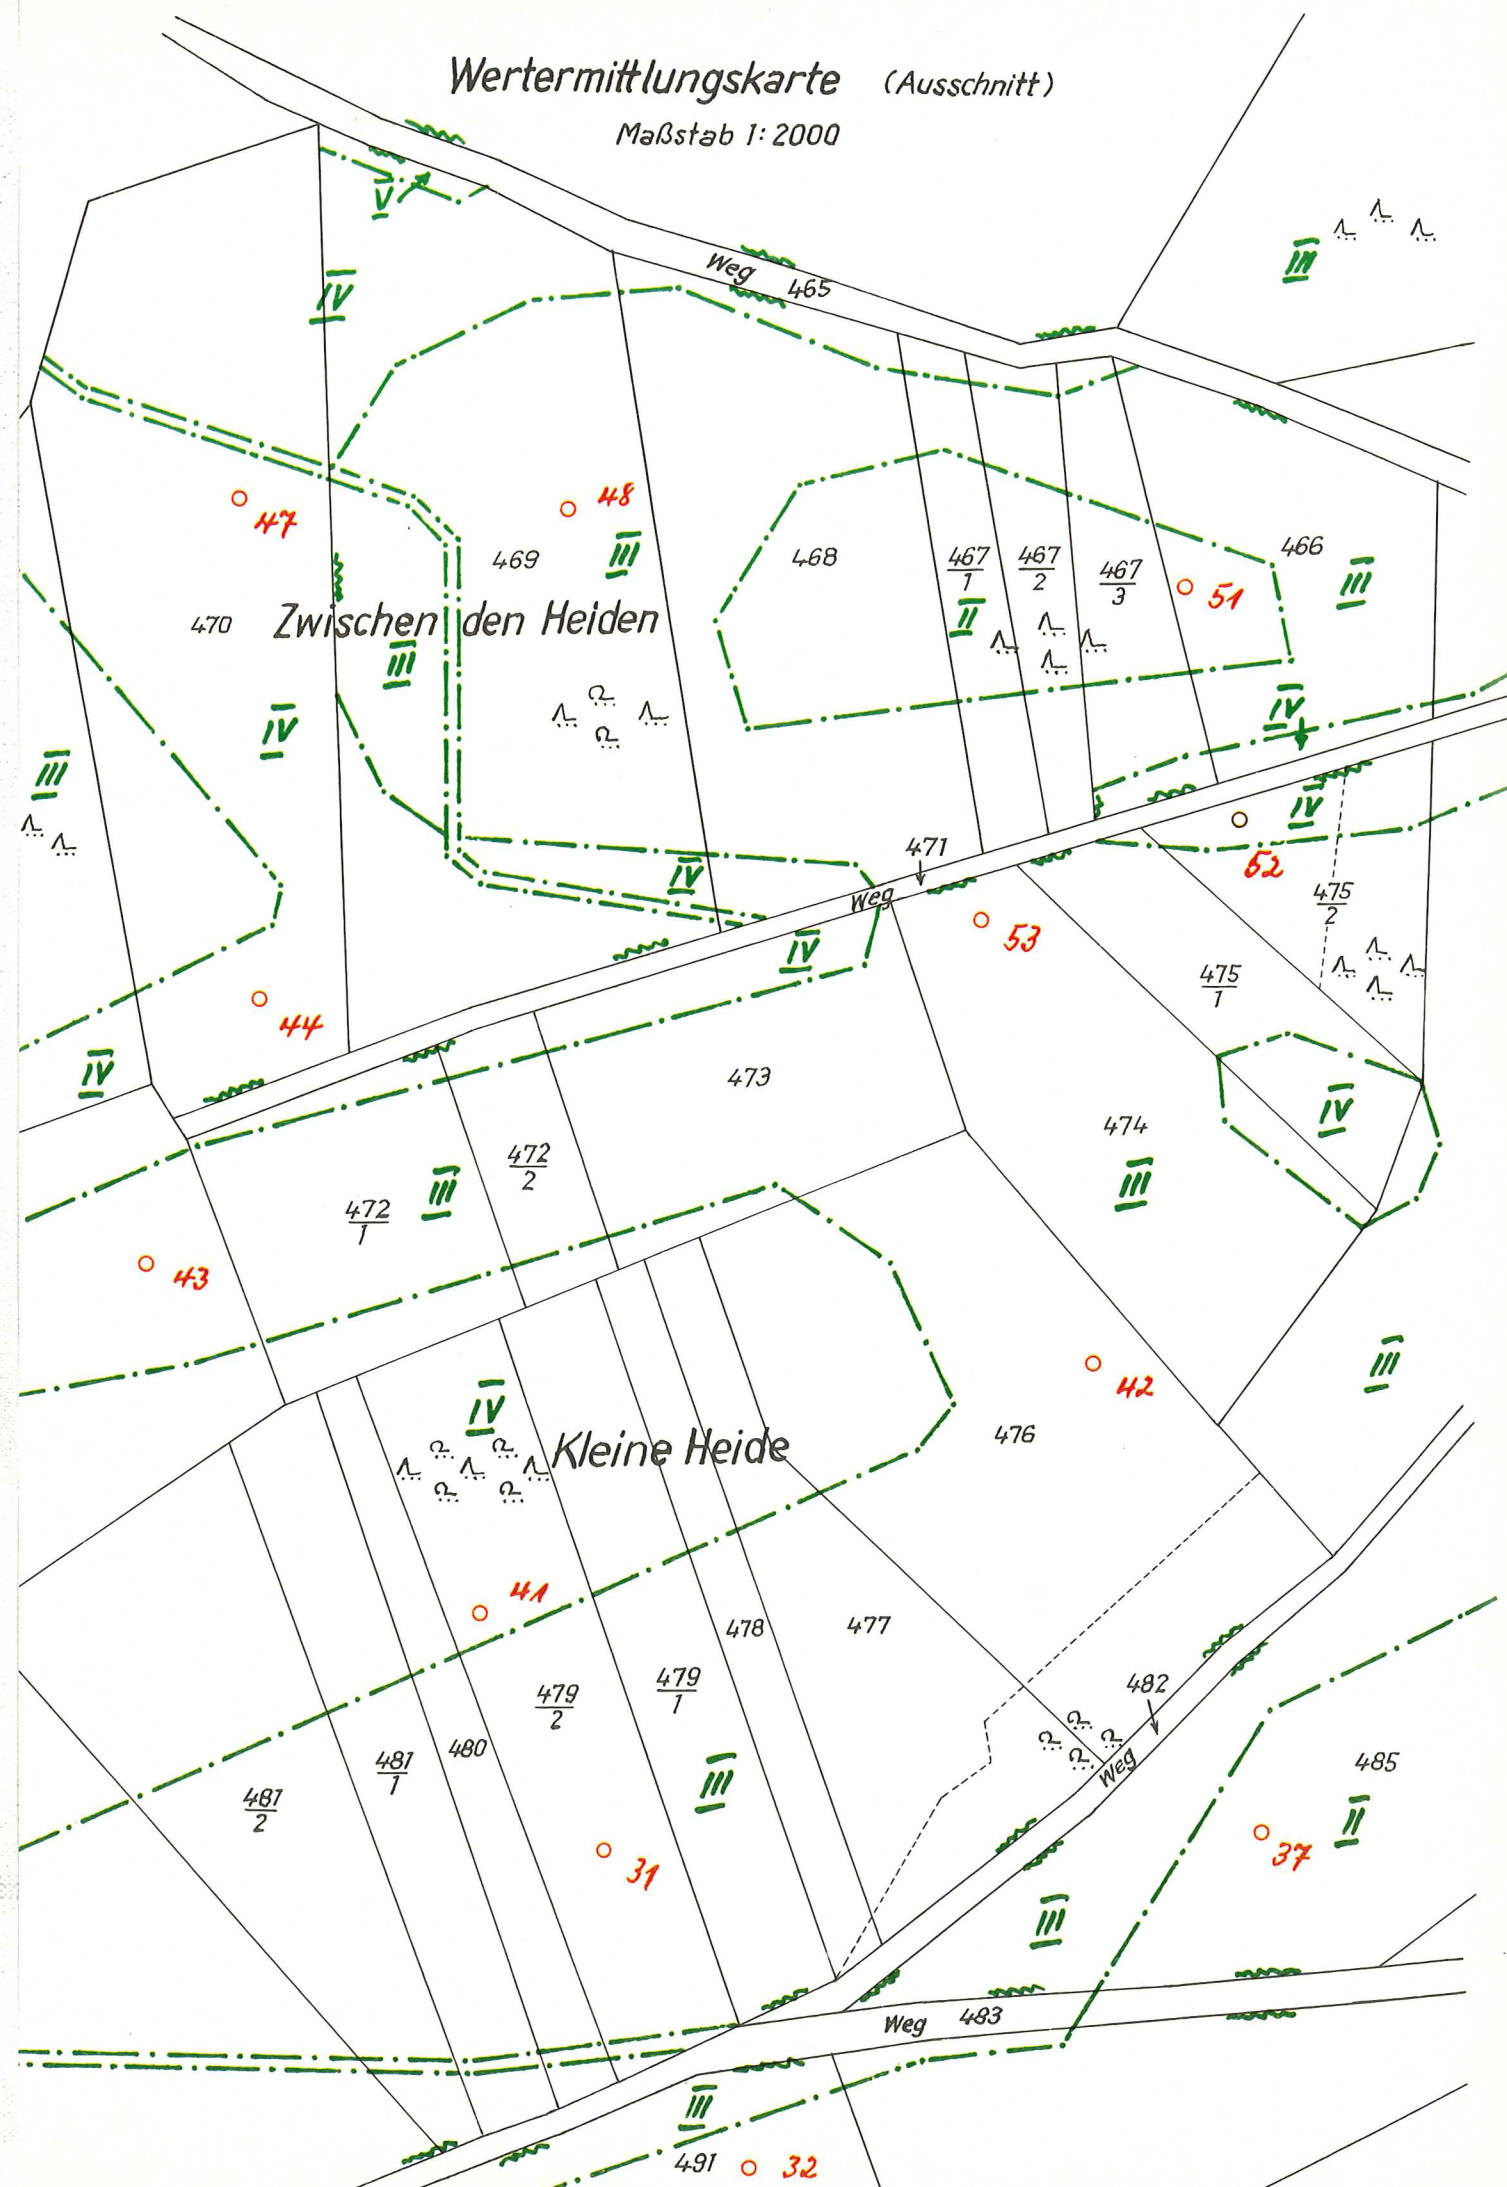 Wertermittlungskarte (Ausschnitt)
Maßstab 1:2000
V
III
IV
Weg 465
47
48
469
III
468
467/1
467/2
467/3
466
51
III
II
470
Zwischen den Heiden
III
IV
IV
III
IV
52
471
IV
Weg
53
475/2
IV
475/1
44
IV
473
474
IV
472/2
472/1
III
III
43
42
III
IV
Kleine Heide
476
41
478
477
479/1
479/2
482
481/1
480
III
Weg
485
481/2
II
37
31
III
Weg 483
III
491
32